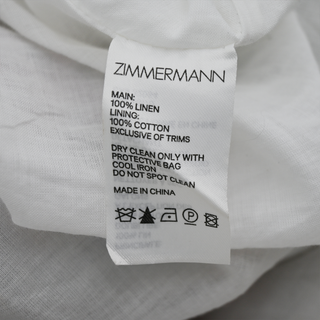 ZIMMERMANN
MAIN:
100% LINEN
LINING:
100% COTTON
EXCLUSIVE OF TRIMS
DRY CLEAN ONLY WITH
PROTECTIVE BAG
COOL IRON
DO NOT SPOT CLEAN
MADE IN CHINA
P